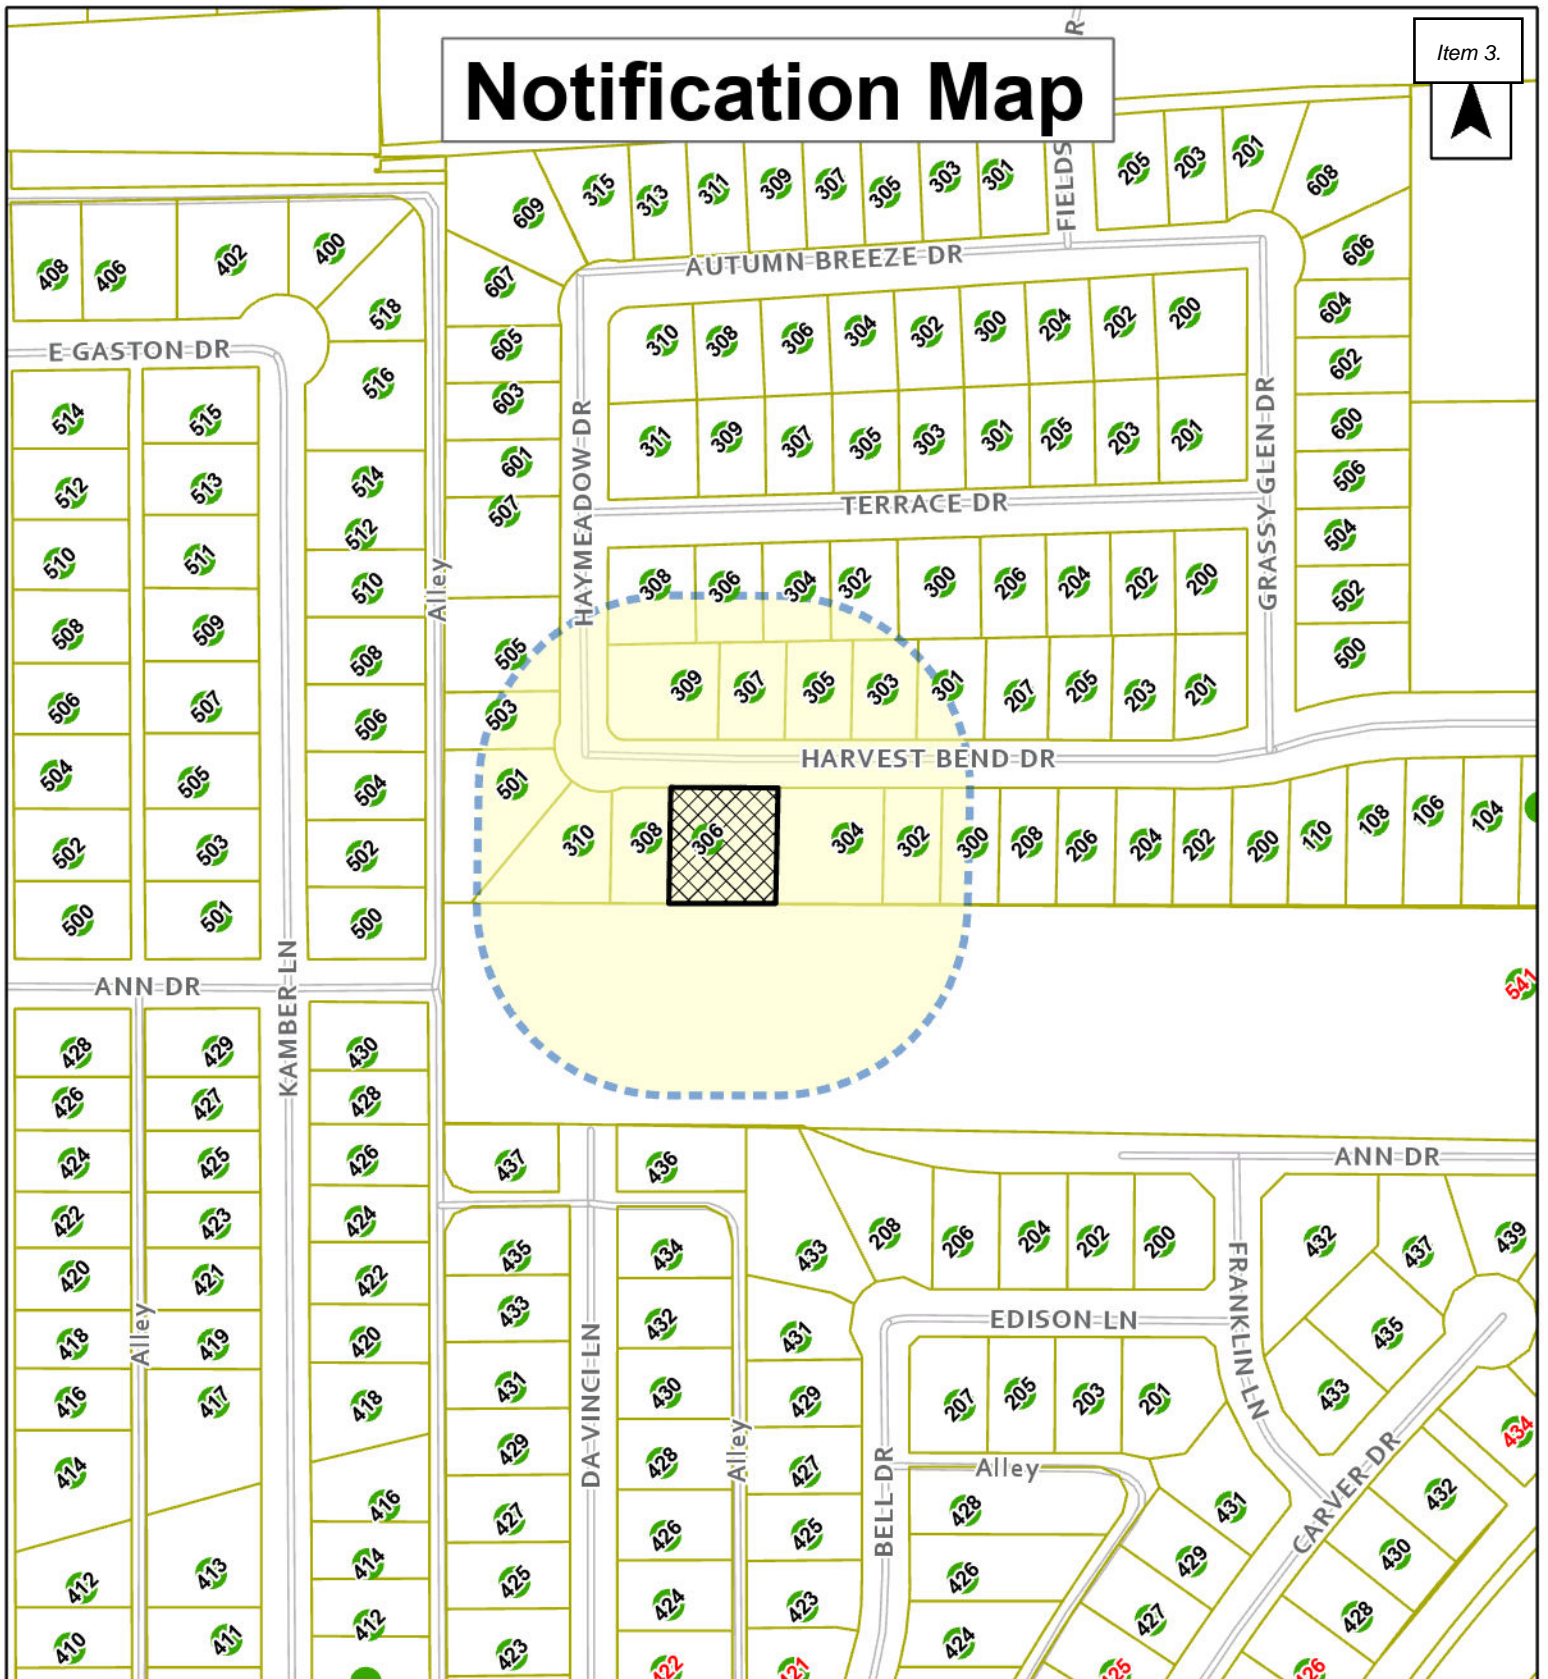 Item 3.
Notification Map
R
FIELDS
205 203 201
608
609 315 313 311 309 307 305 303 301
408 406 402 400
518
607
AUTUMN BREEZE DR
606
604
E GASTON DR
605
310 308 306 304 302 300 204 202 200
602
516
603
HAYMEADOW DR
GRASSY GLEN DR
514 515
311 309 307 305 303 301 205 203 201
600
514
601
506
512 513
507
TERRACE DR
512
504
510 511
510
Alley
308 306 304 302 300 206 204 202 200
502
508 509
508
505
500
506 507
506
503
309 307 305 303 301 207 205 203 201
HARVEST BEND DR
504 505
504
501
310 308 306 304 302 300 208 206 204 202 200 110 108 106 104
502 503
502
500 501
500
KAMBER LN
ANN DR
541
428 429
430
426 427
428
424 425
426
437 436
ANN DR
422 423
424
435 434 433 208 206 204 202 200
FRANKLIN LN
432 437 439
420 421
422
433 432 431
EDISON LN
435
418 419
420
Alley
DA VINCI LN
416 417
418
431 430 429
207 205 203 201
433
434
429 428 427
Alley
BELL DR
Alley
CARVER DR
414
416
427 426 425
428
431
432
412 413
414
425 424 423
426
429
430
410 411
412
423
424
427
428
422 421
25
26